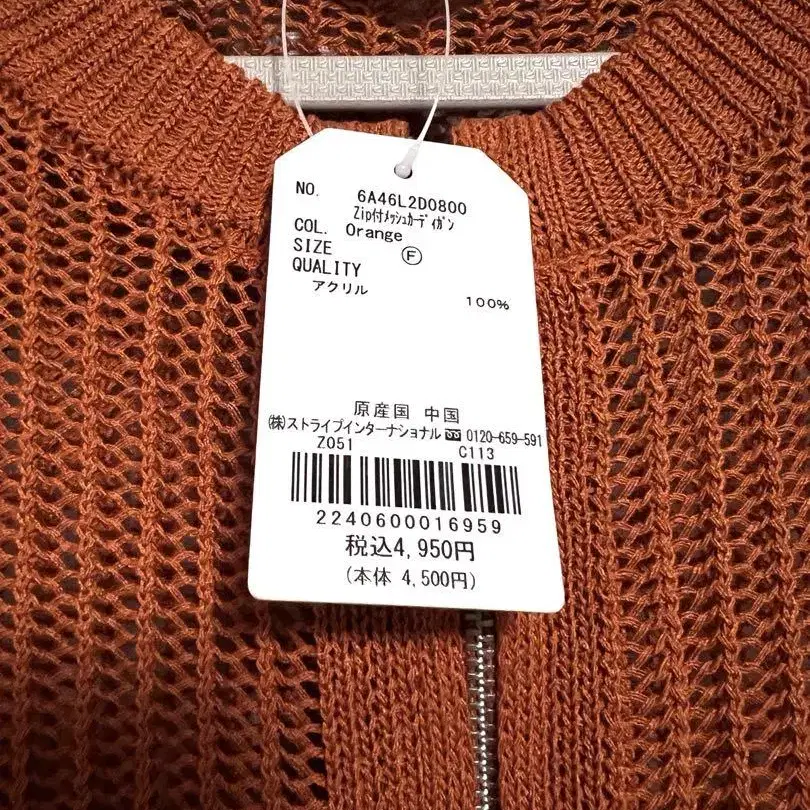 NO. 6A46L2D0800
Zip付ﾒｯｼｭｶｰﾃﾞｨｶﾞﾝ
COL. Orange
SIZE Ⓕ
QUALITY
アクリル 100%
原産国 中国
㈱ストライプインターナショナル 0120-659-591
Z051 C113
2240600016959
税込4,950円
(本体 4,500円)